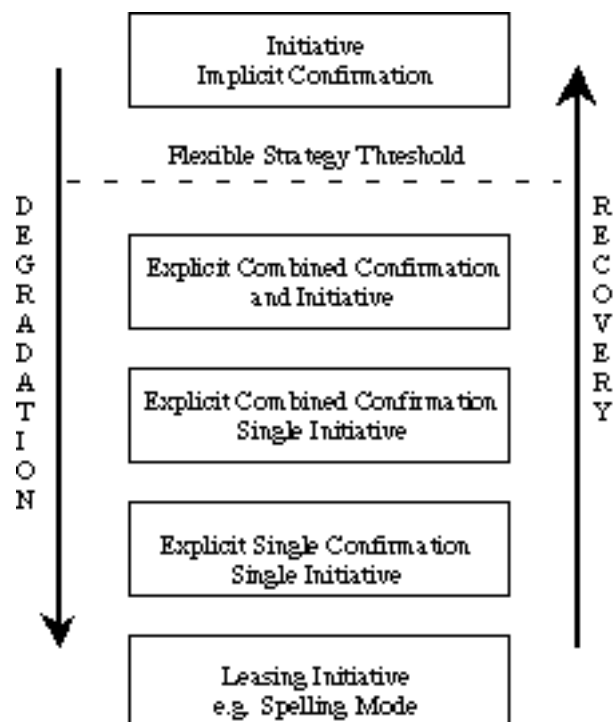 Initiative
Implicit Confirmation
Flexible Strategy Threshold
DEGRADATION
RECOVERY
Explicit Combined Confirmation
and Initiative
Explicit Combined Confirmation
Single Initiative
Explicit Single Confirmation
Single Initiative
Leasing Initiative
e.g. Spelling Mode